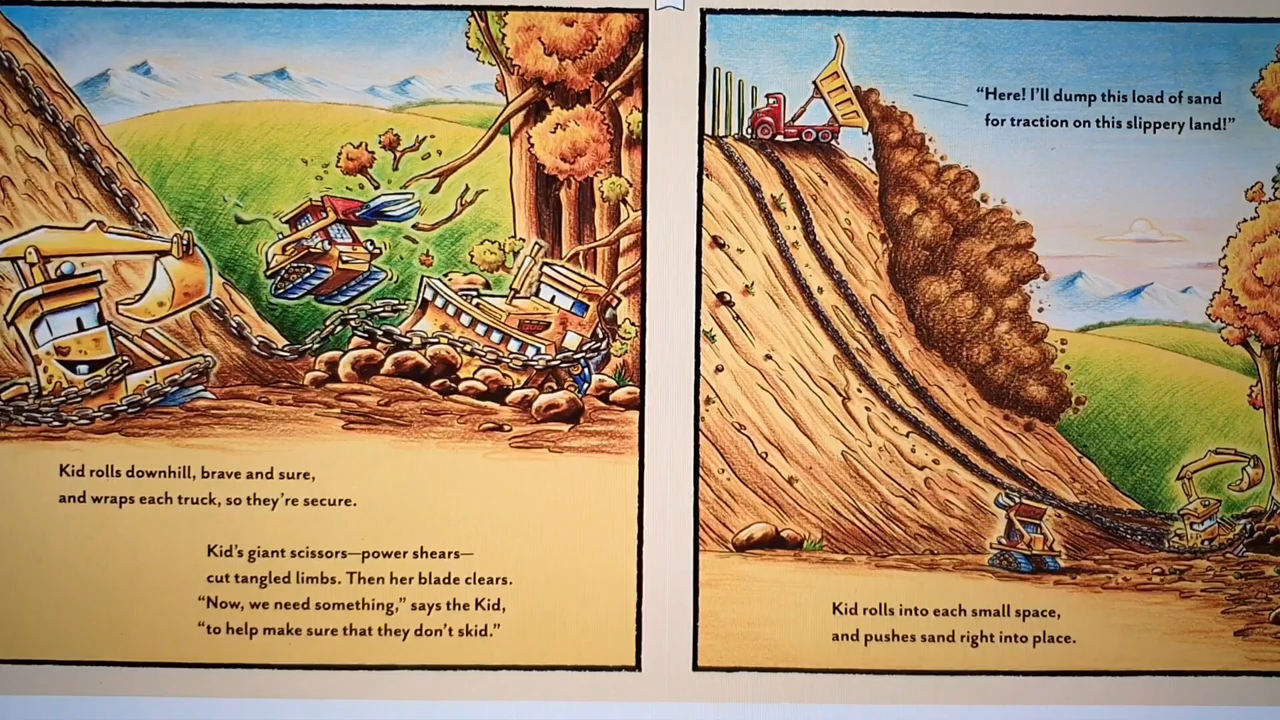 Kid rolls downhill, brave and sure,
and wraps each truck, so they're secure.
Kid's giant scissors—power shears—
cut tangled limbs. Then her blade clears.
“Now, we need something,” says the Kid,
“to help make sure that they don't skid.”
“Here! I'll dump this load of sand
for traction on this slippery land!”
Kid rolls into each small space,
and pushes sand right into place.